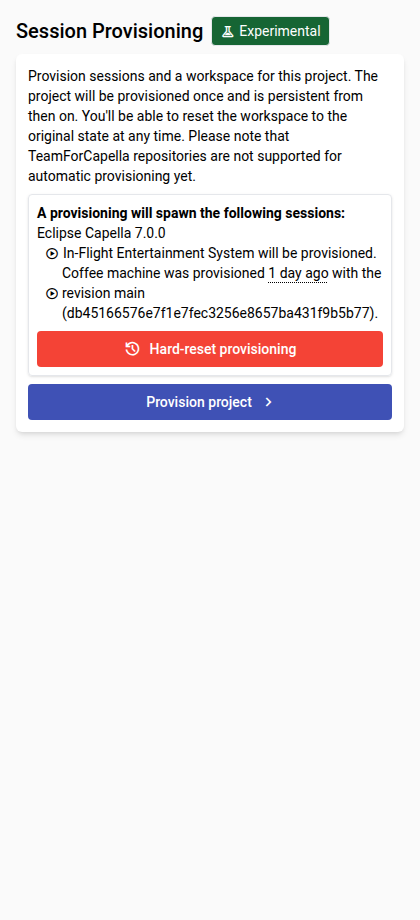 Session Provisioning
Experimental
Provision sessions and a workspace for this project. The
project will be provisioned once and is persistent from
then on. You'll be able to reset the workspace to the
original state at any time. Please note that
TeamForCapella repositories are not supported for
automatic provisioning yet.
A provisioning will spawn the following sessions:
Eclipse Capella 7.0.0
In-Flight Entertainment System will be provisioned.
Coffee machine was provisioned 1 day ago with the
revision main
(db45166576e7f1e7fec3256e8657ba431f9b5b77).
Hard-reset provisioning
Provision project